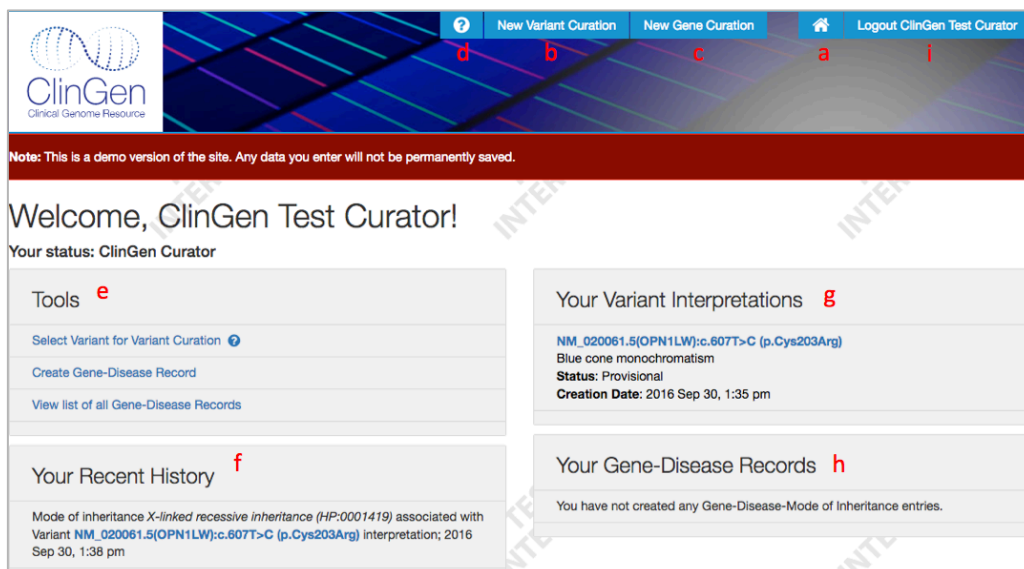 ClinGen
Clinical Genome Resource
? New Variant Curation New Gene Curation Logout ClinGen Test Curator
d b c a i
Note: This is a demo version of the site. Any data you enter will not be permanently saved.
Welcome, ClinGen Test Curator!
Your status: ClinGen Curator
Tools e
Select Variant for Variant Curation ?
Create Gene-Disease Record
View list of all Gene-Disease Records
Your Recent History f
Mode of inheritance X-linked recessive inheritance (HP:0001419) associated with
Variant NM_020061.5(OPN1LW):c.607T>C (p.Cys203Arg) interpretation; 2016
Sep 30, 1:38 pm
Your Variant Interpretations g
NM_020061.5(OPN1LW):c.607T>C (p.Cys203Arg)
Blue cone monochromatism
Status: Provisional
Creation Date: 2016 Sep 30, 1:35 pm
Your Gene-Disease Records h
You have not created any Gene-Disease-Mode of Inheritance entries.